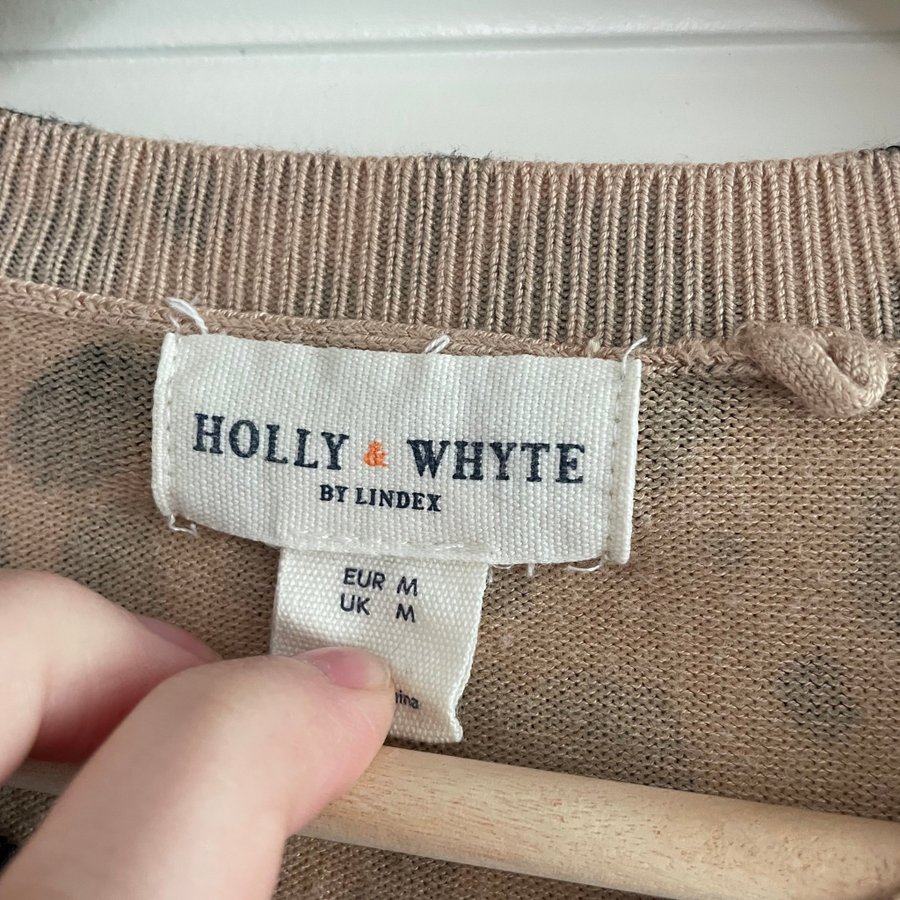 HOLLY & WHYTE
BY LINDEX
EUR M
UK M